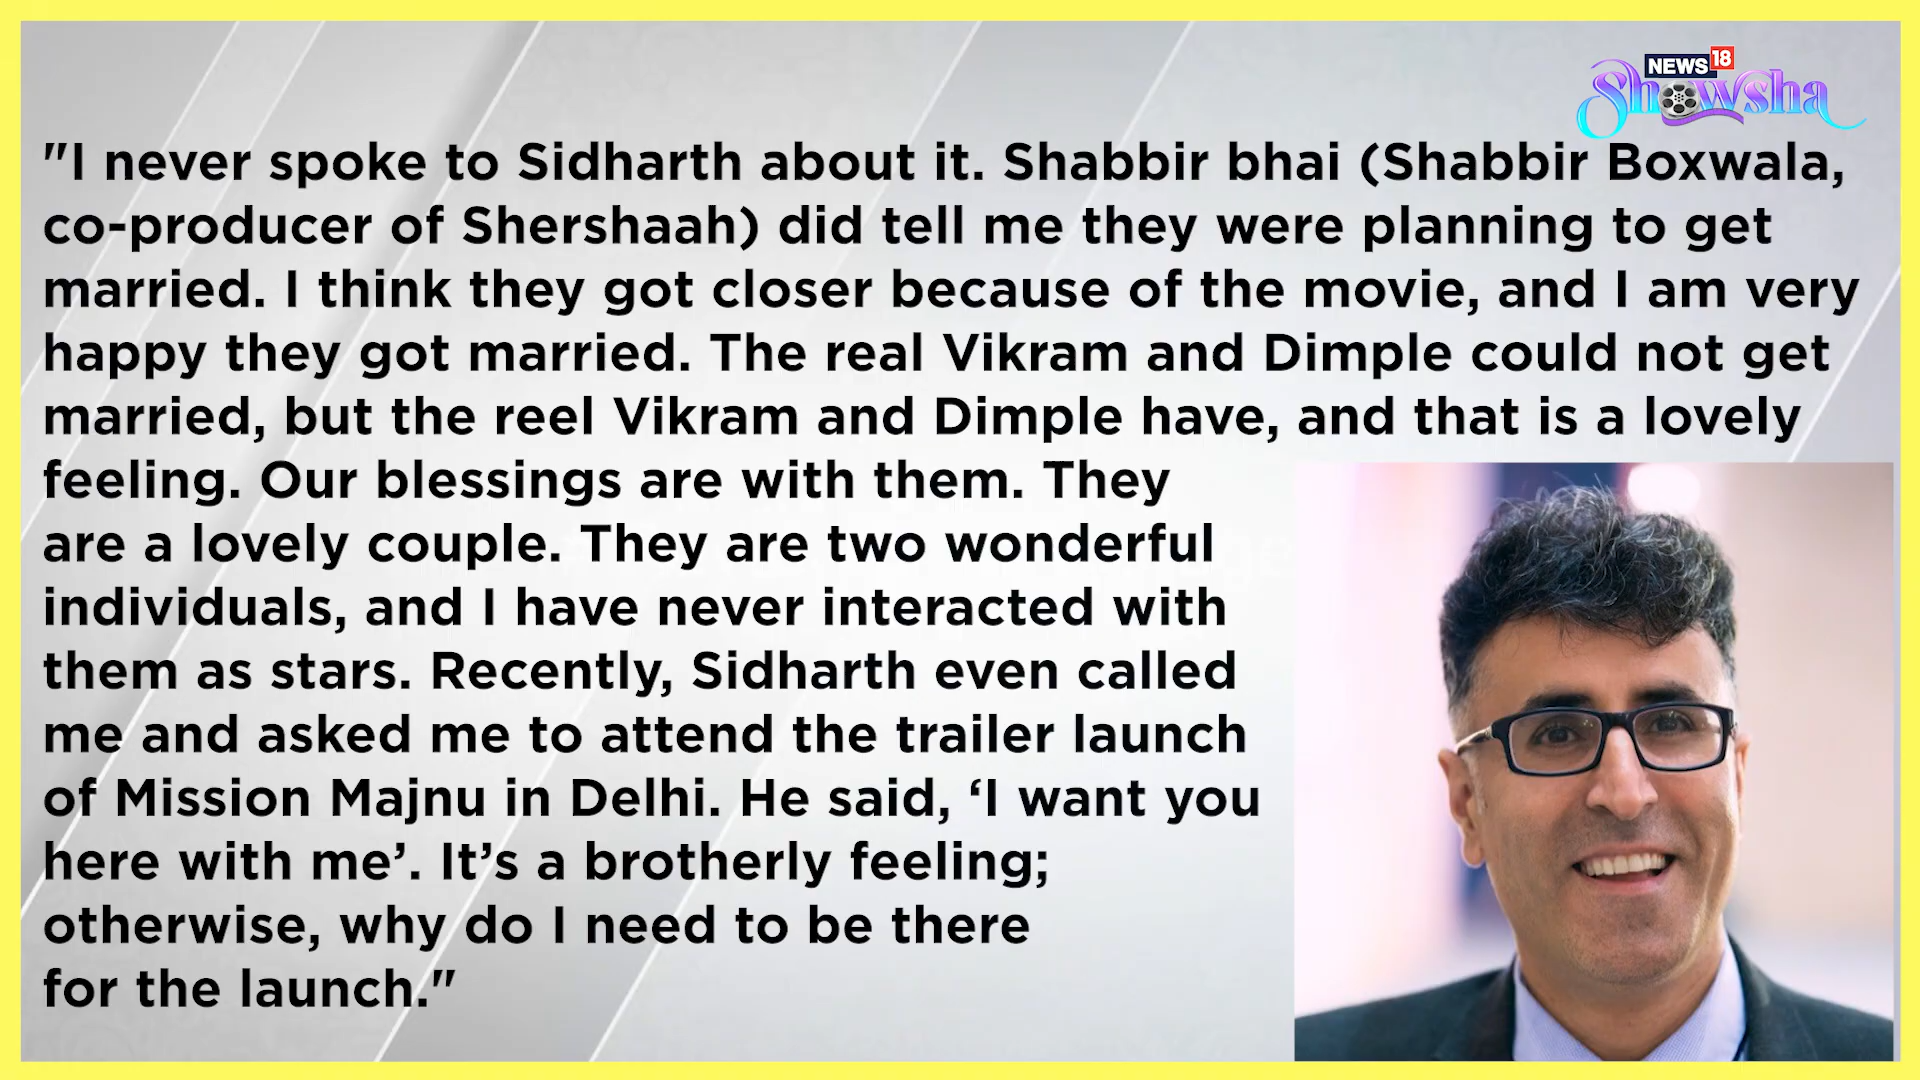 NEWS 18
Showsha
"I never spoke to Sidharth about it. Shabbir bhai (Shabbir Boxwala,
co-producer of Shershaah) did tell me they were planning to get
married. I think they got closer because of the movie, and I am very
happy they got married. The real Vikram and Dimple could not get
married, but the reel Vikram and Dimple have, and that is a lovely
feeling. Our blessings are with them. They
are a lovely couple. They are two wonderful
individuals, and I have never interacted with
them as stars. Recently, Sidharth even called
me and asked me to attend the trailer launch
of Mission Majnu in Delhi. He said, ‘I want you
here with me’. It’s a brotherly feeling;
otherwise, why do I need to be there
for the launch."